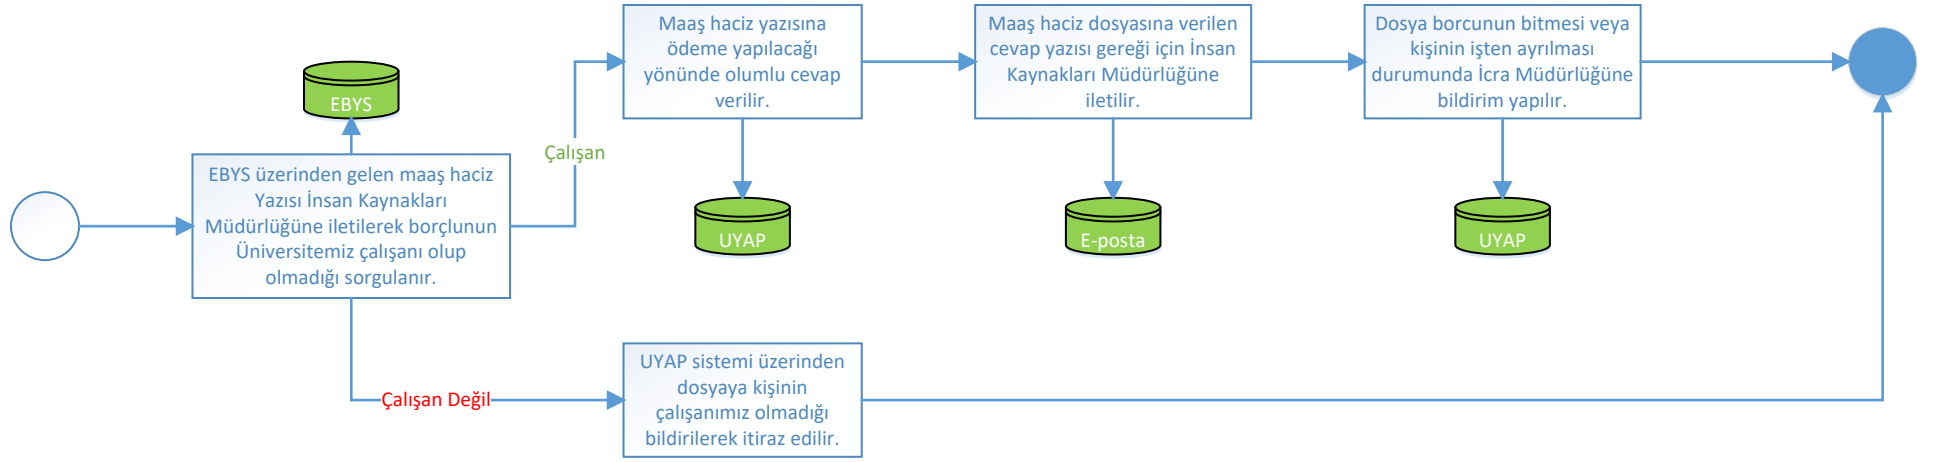 EBYS
EBYS üzerinden gelen maaş haciz
Yazısı İnsan Kaynakları
Müdürlüğüne iletilerek borçlunun
Üniversitemiz çalışanı olup
olmadığı sorgulanır.
Çalışan
Maaş haciz yazısına
ödeme yapılacağı
yönünde olumlu cevap
verilir.
UYAP
Maaş haciz dosyasına verilen
cevap yazısı gereği için İnsan
Kaynakları Müdürlüğüne
iletilir.
E-posta
Dosya borcunun bitmesi veya
kişinin işten ayrılması
durumunda İcra Müdürlüğüne
bildirim yapılır.
UYAP
Çalışan Değil
UYAP sistemi üzerinden
dosyaya kişinin
çalışanımız olmadığı
bildirilerek itiraz edilir.